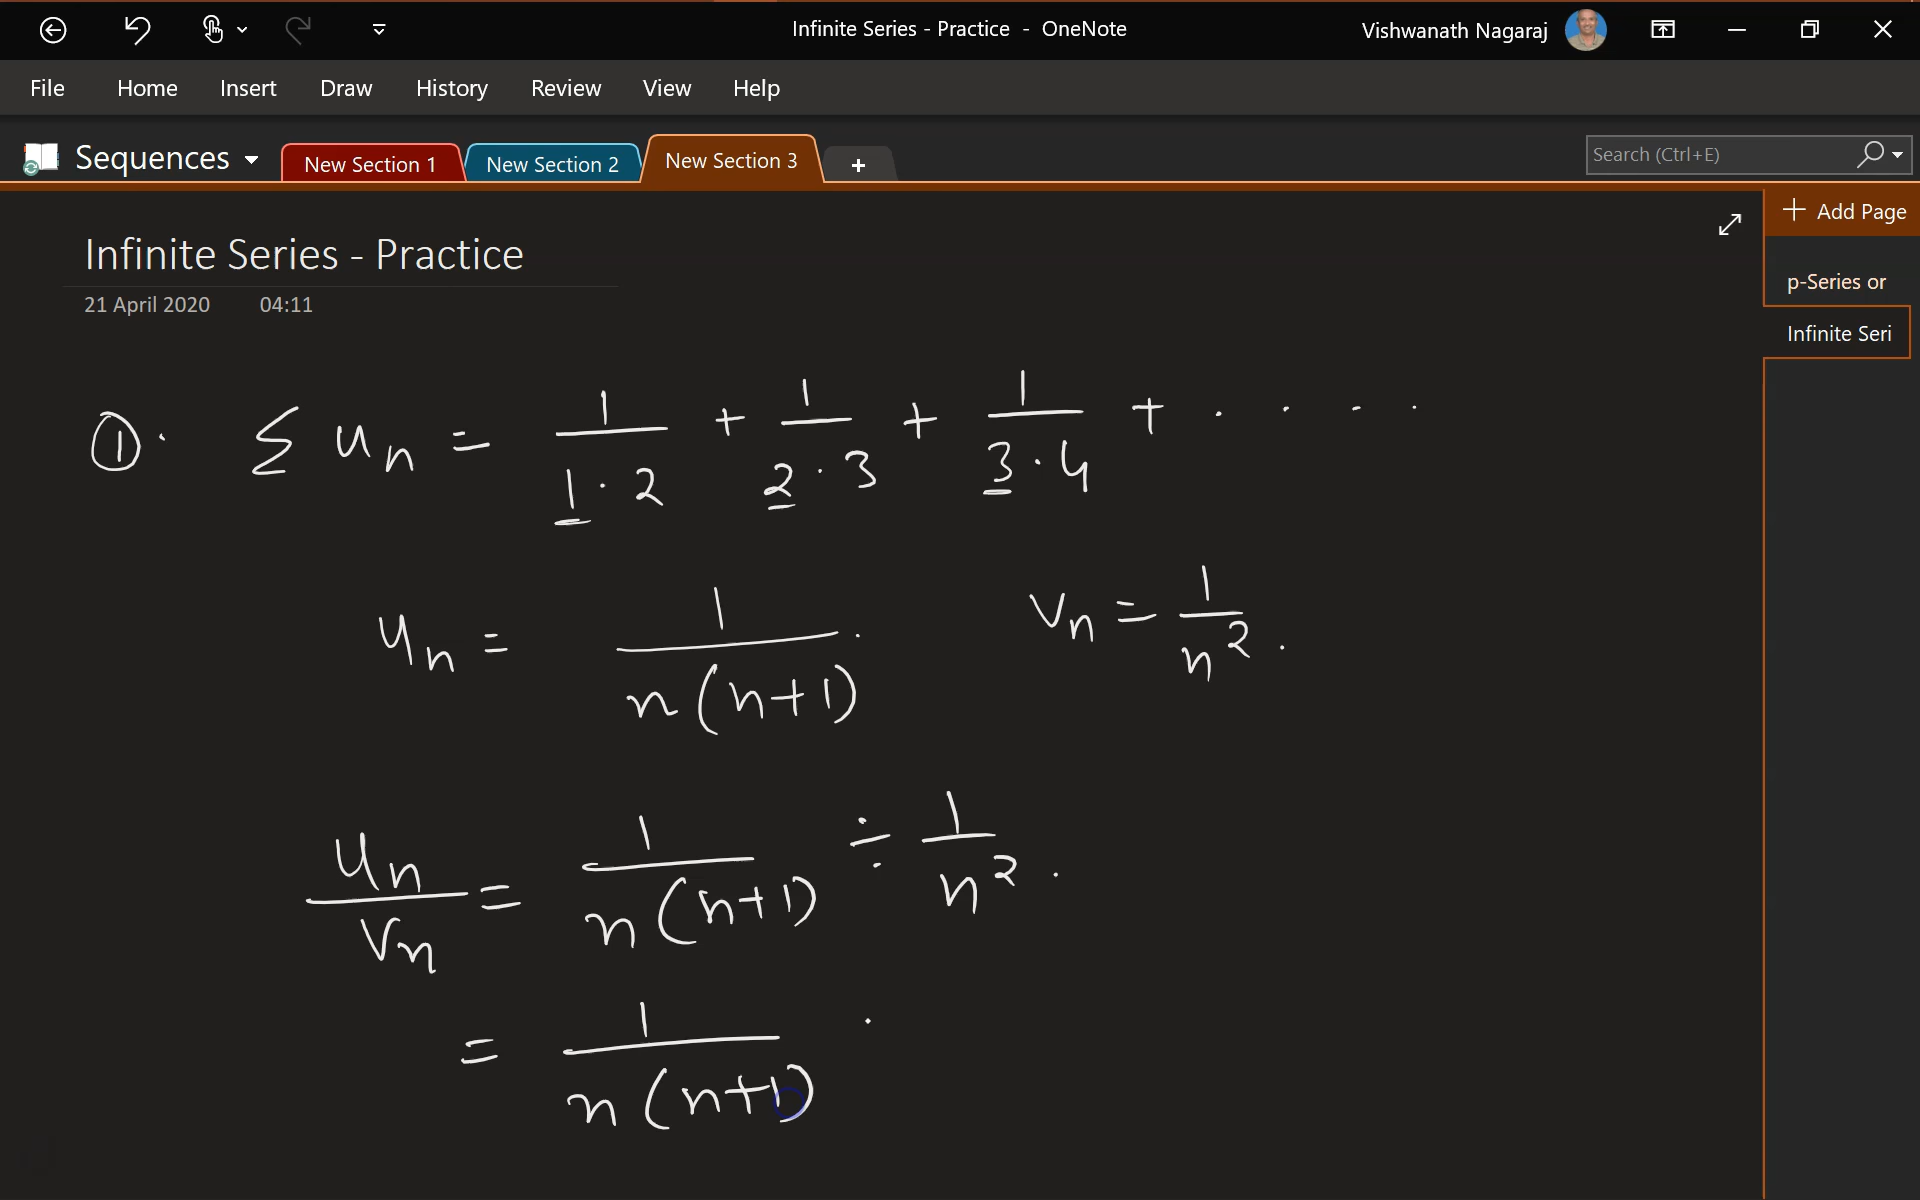 Infinite Series - Practice - OneNote
Vishwanath Nagaraj
File Home Insert Draw History Review View Help
Sequences New Section 1 New Section 2 New Section 3 +
Search (Ctrl+E)
+ Add Page
p-Series or
Infinite Seri
Infinite Series - Practice
21 April 2020 04:11
①. Σ uₙ = 1/(1·2) + 1/(2·3) + 1/(3·4) + . . . .
uₙ = 1/(n(n+1)). vₙ = 1/n².
uₙ/vₙ = 1/(n(n+1)) ÷ 1/n².
= 1/(n(n+1)) ·